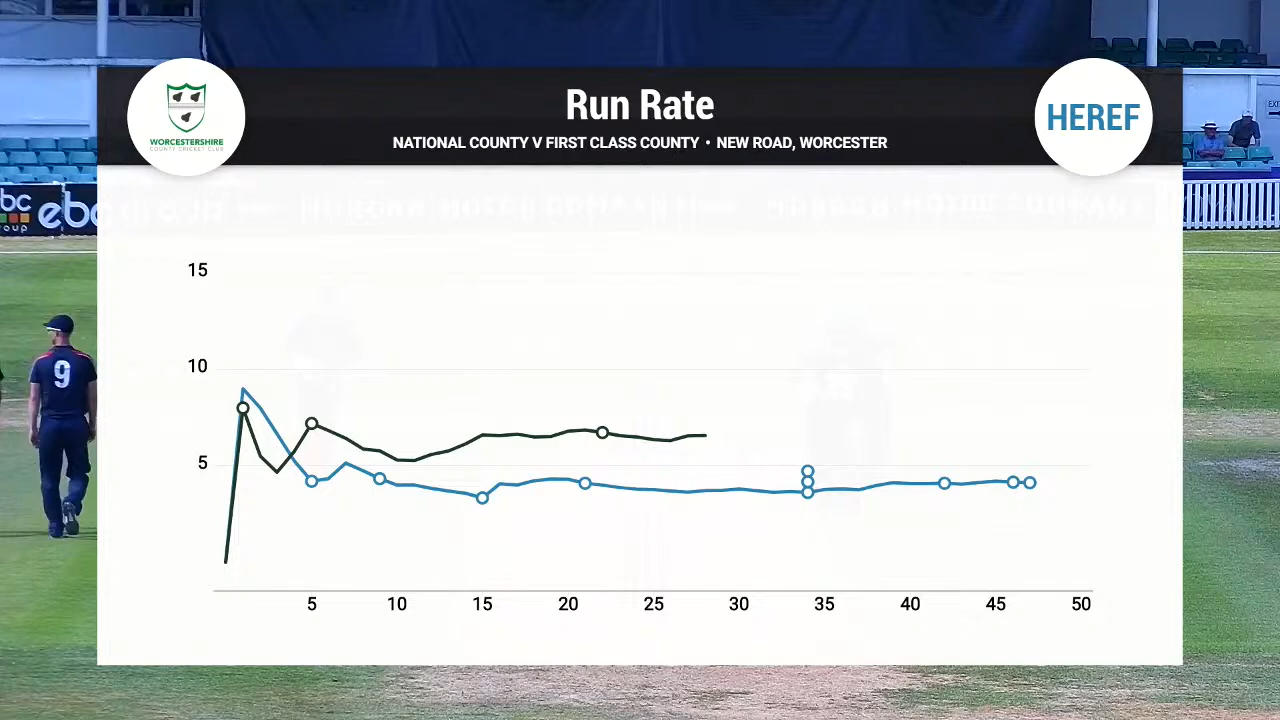 WORCESTERSHIRE
COUNTY CRICKET CLUB
Run Rate
NATIONAL COUNTY V FIRST CLASS COUNTY • NEW ROAD, WORCESTER
HEREF
ebc
15
10
5
5 10 15 20 25 30 35 40 45 50
9